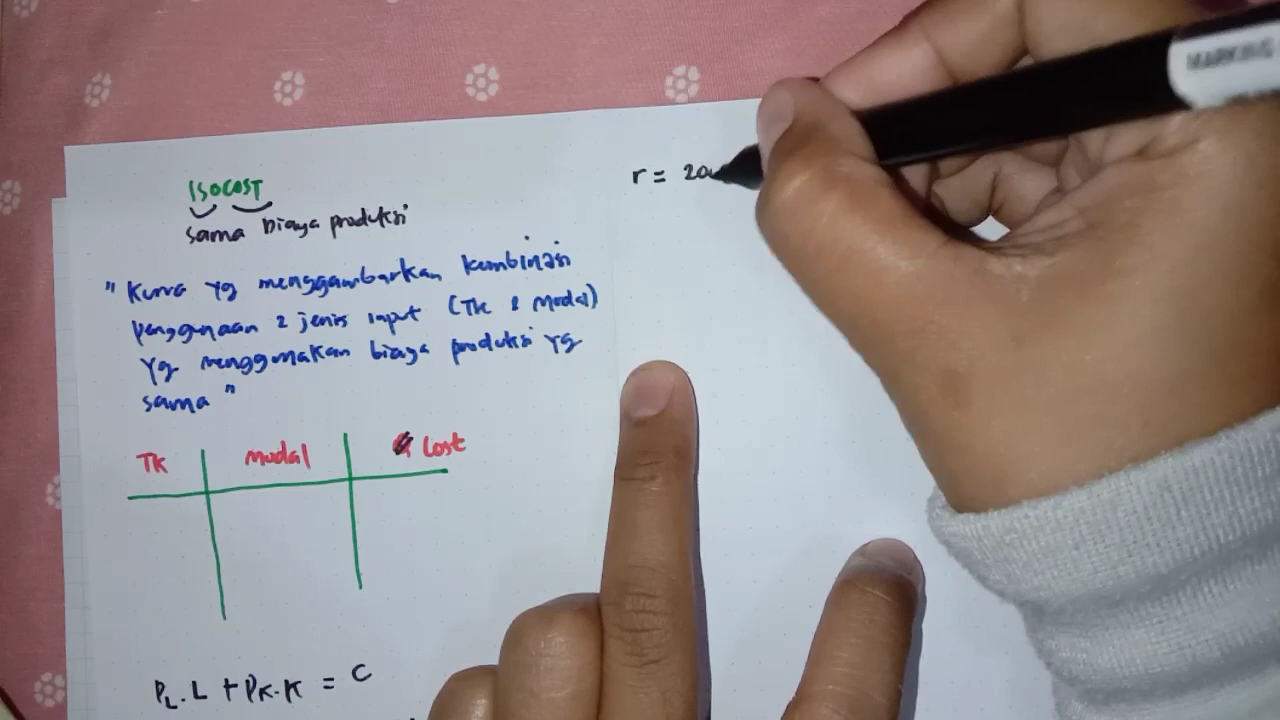 ISOCOST
sama biaya produksi
" Kurva yg menggambarkan kombinasi
penggunaan 2 jenis input (TK & Modal)
yg menggunakan biaya produksi yg
sama "
TK modal Cost
PL.L + PK.K = C
r =
MARKING